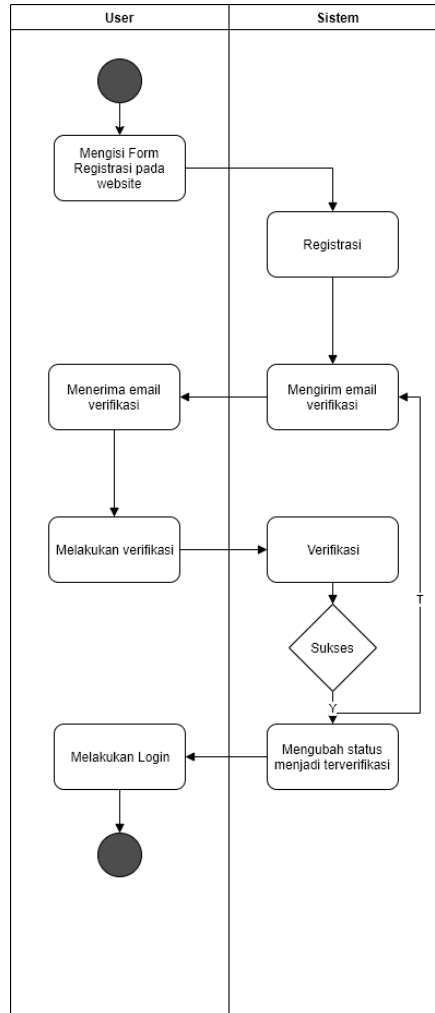 User
Sistem
Mengisi Form
Registrasi pada
website
Registrasi
Menerima email
verifikasi
Mengirim email
verifikasi
Melakukan verifikasi
Verifikasi
T
Sukses
Y
Melakukan Login
Mengubah status
menjadi terverifikasi